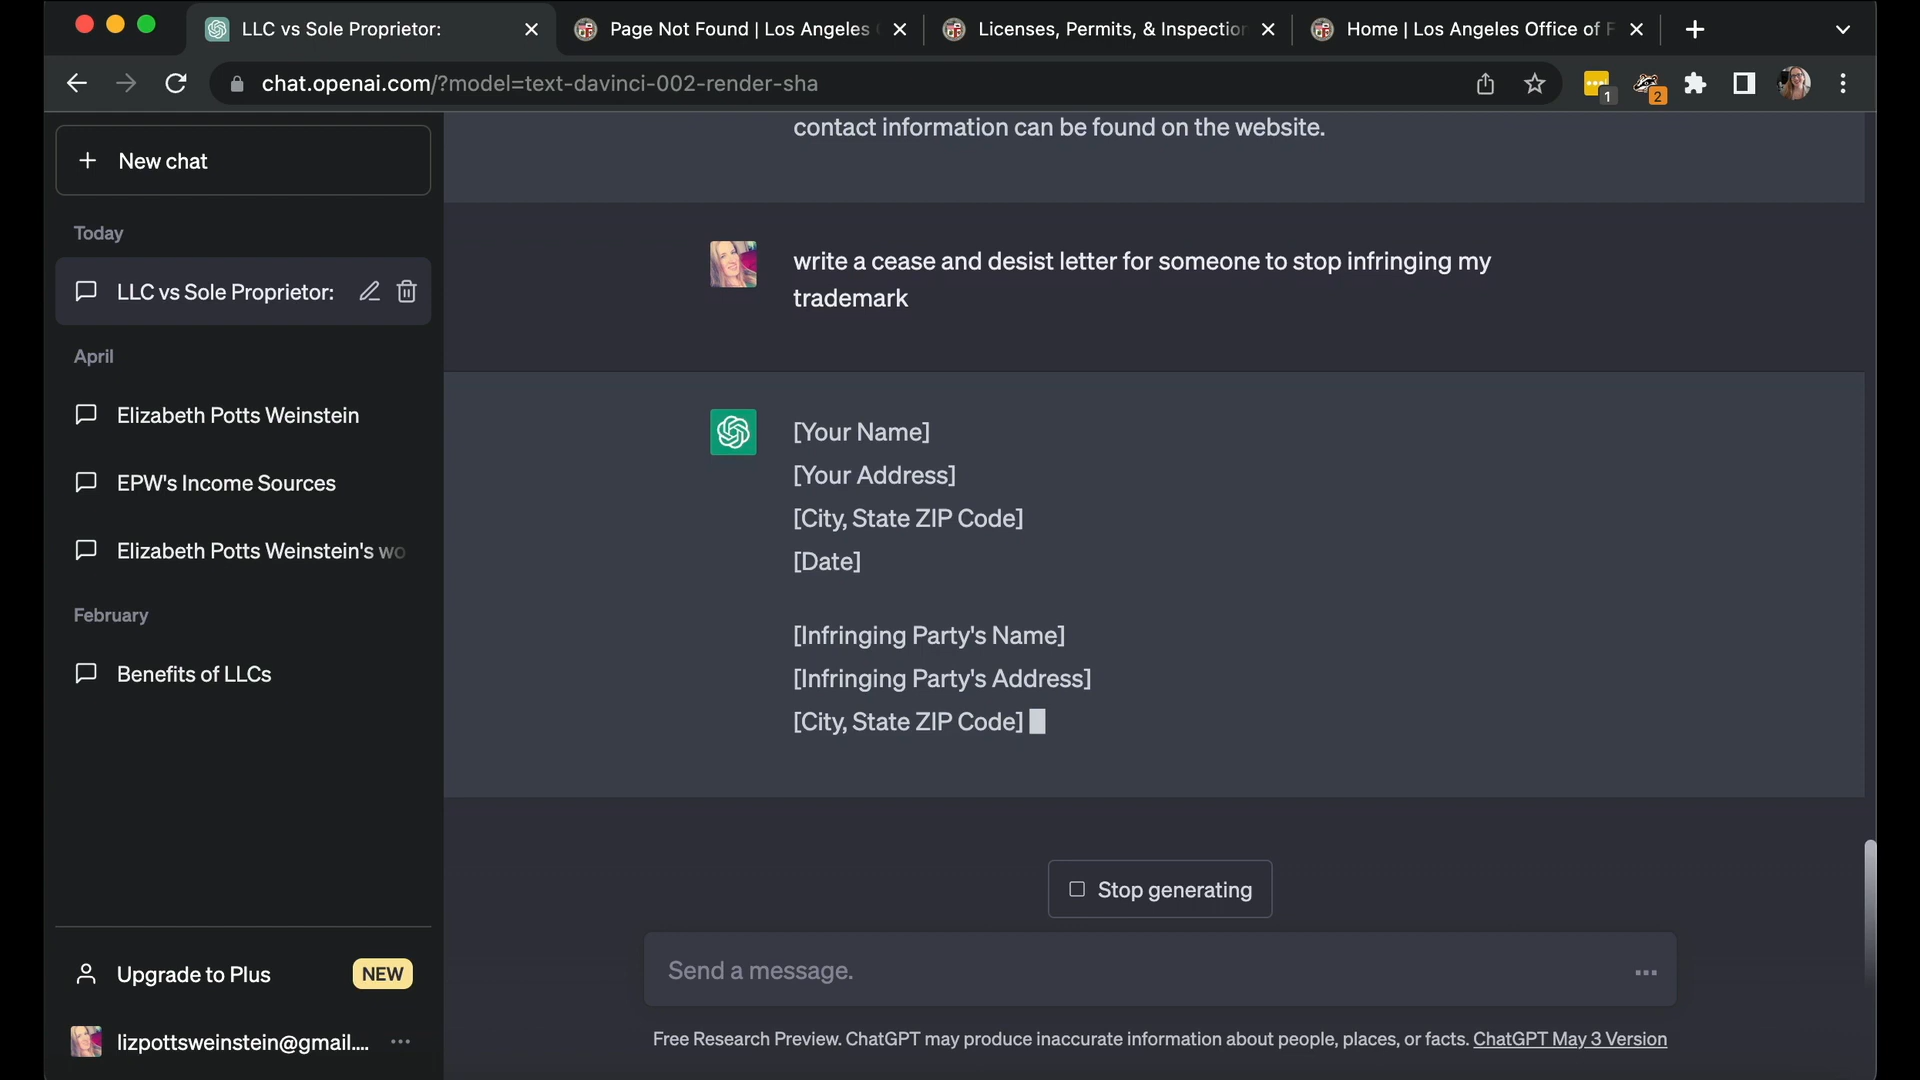 LLC vs Sole Proprietor:
Page Not Found | Los Angeles
Licenses, Permits, & Inspection
Home | Los Angeles Office of F
chat.openai.com/?model=text-davinci-002-render-sha
1
2
New chat
Today
LLC vs Sole Proprietor:
April
Elizabeth Potts Weinstein
EPW's Income Sources
Elizabeth Potts Weinstein's wo
February
Benefits of LLCs
Upgrade to Plus NEW
lizpottsweinstein@gmail....
contact information can be found on the website.
write a cease and desist letter for someone to stop infringing my
trademark
[Your Name]
[Your Address]
[City, State ZIP Code]
[Date]
[Infringing Party's Name]
[Infringing Party's Address]
[City, State ZIP Code]
Stop generating
Send a message.
Free Research Preview. ChatGPT may produce inaccurate information about people, places, or facts. ChatGPT May 3 Version